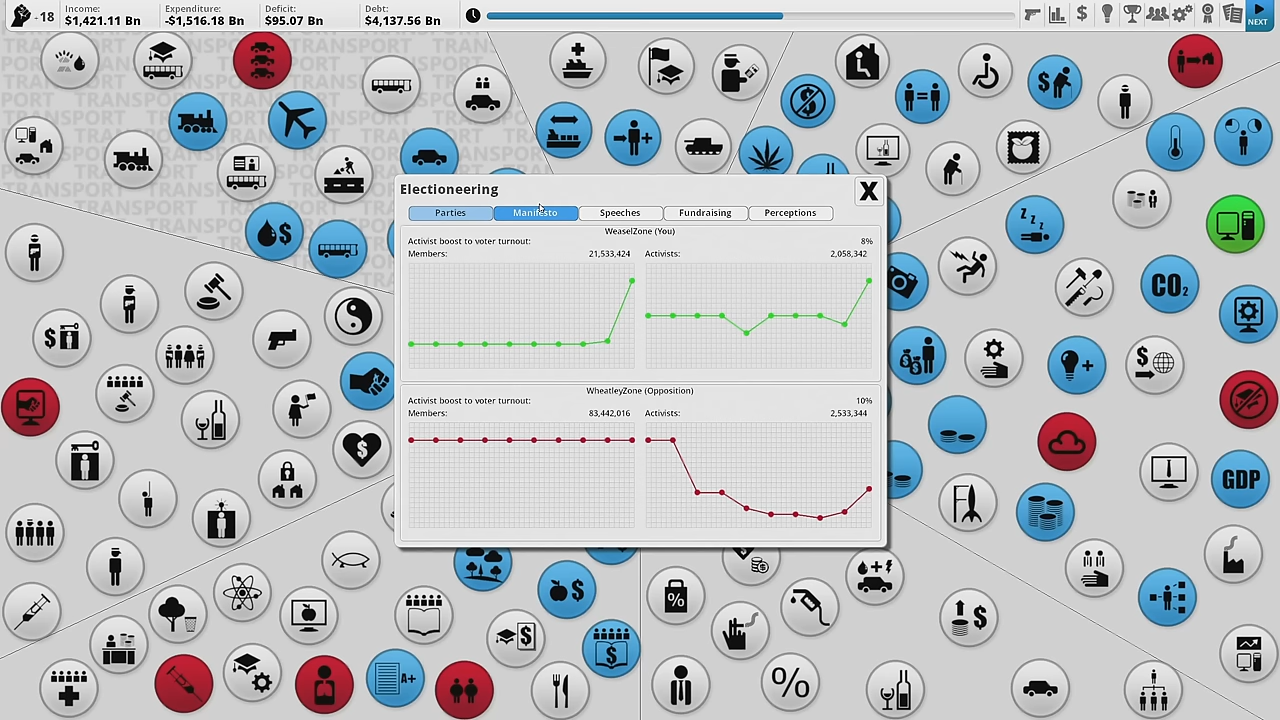 -18
Income:
$1,421.11 Bn
Expenditure:
-$1,516.18 Bn
Deficit:
$95.07 Bn
Debt:
$4,137.56 Bn
NEXT
TRANSPORT TRANSPORT TRANSPORT
Electioneering
X
Parties
Manifesto
Speeches
Fundraising
Perceptions
WeaselZone (You)
Activist boost to voter turnout:
8%
Members:
21,533,424
Activists:
2,058,342
WheatleyZone (Opposition)
Activist boost to voter turnout:
10%
Members:
83,442,016
Activists:
2,533,344
CO2
GDP
A+